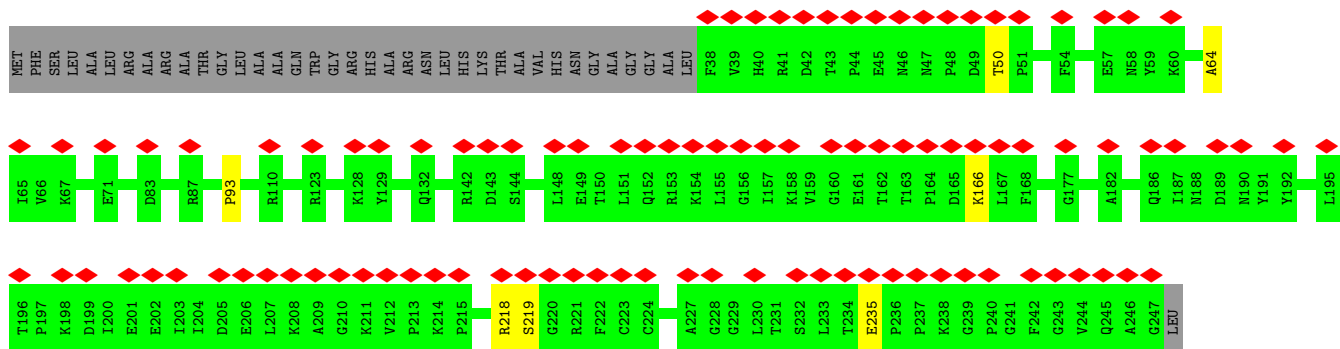 MET PHE SER LEU ALA LEU ARG ALA ARG ALA THR GLY LEU ALA ALA GLN TRP GLY ARG HIS ALA ARG ASN LEU HIS LYS THR ALA VAL HIS ASN GLY ALA GLY GLY ALA LEU F38 V39 H40 R41 D42 T43 P44 E45 N46 N47 P48 D49 T50 P51 F54 E57 N58 Y59 K60 A64
I65 V66 K67 E71 D83 R87 P93 R110 R123 K128 Y129 Q132 R142 D143 S144 L148 E149 T150 L151 Q152 R153 K154 L155 G156 I157 K158 V159 G160 E161 T162 T163 P164 D165 K166 L167 F168 G177 A182 Q186 I187 N188 D189 N190 Y191 Y192 L195
T196 P197 K198 D199 I200 E201 E202 I203 I204 D205 E206 L207 K208 A209 G210 K211 V212 P213 K214 P215 R218 S219 G220 R221 F222 C223 C224 A227 G228 G229 L230 T231 S232 L233 T234 E235 P236 P237 K238 G239 P240 G241 F242 G243 V244 Q245 A246 G247 LEU